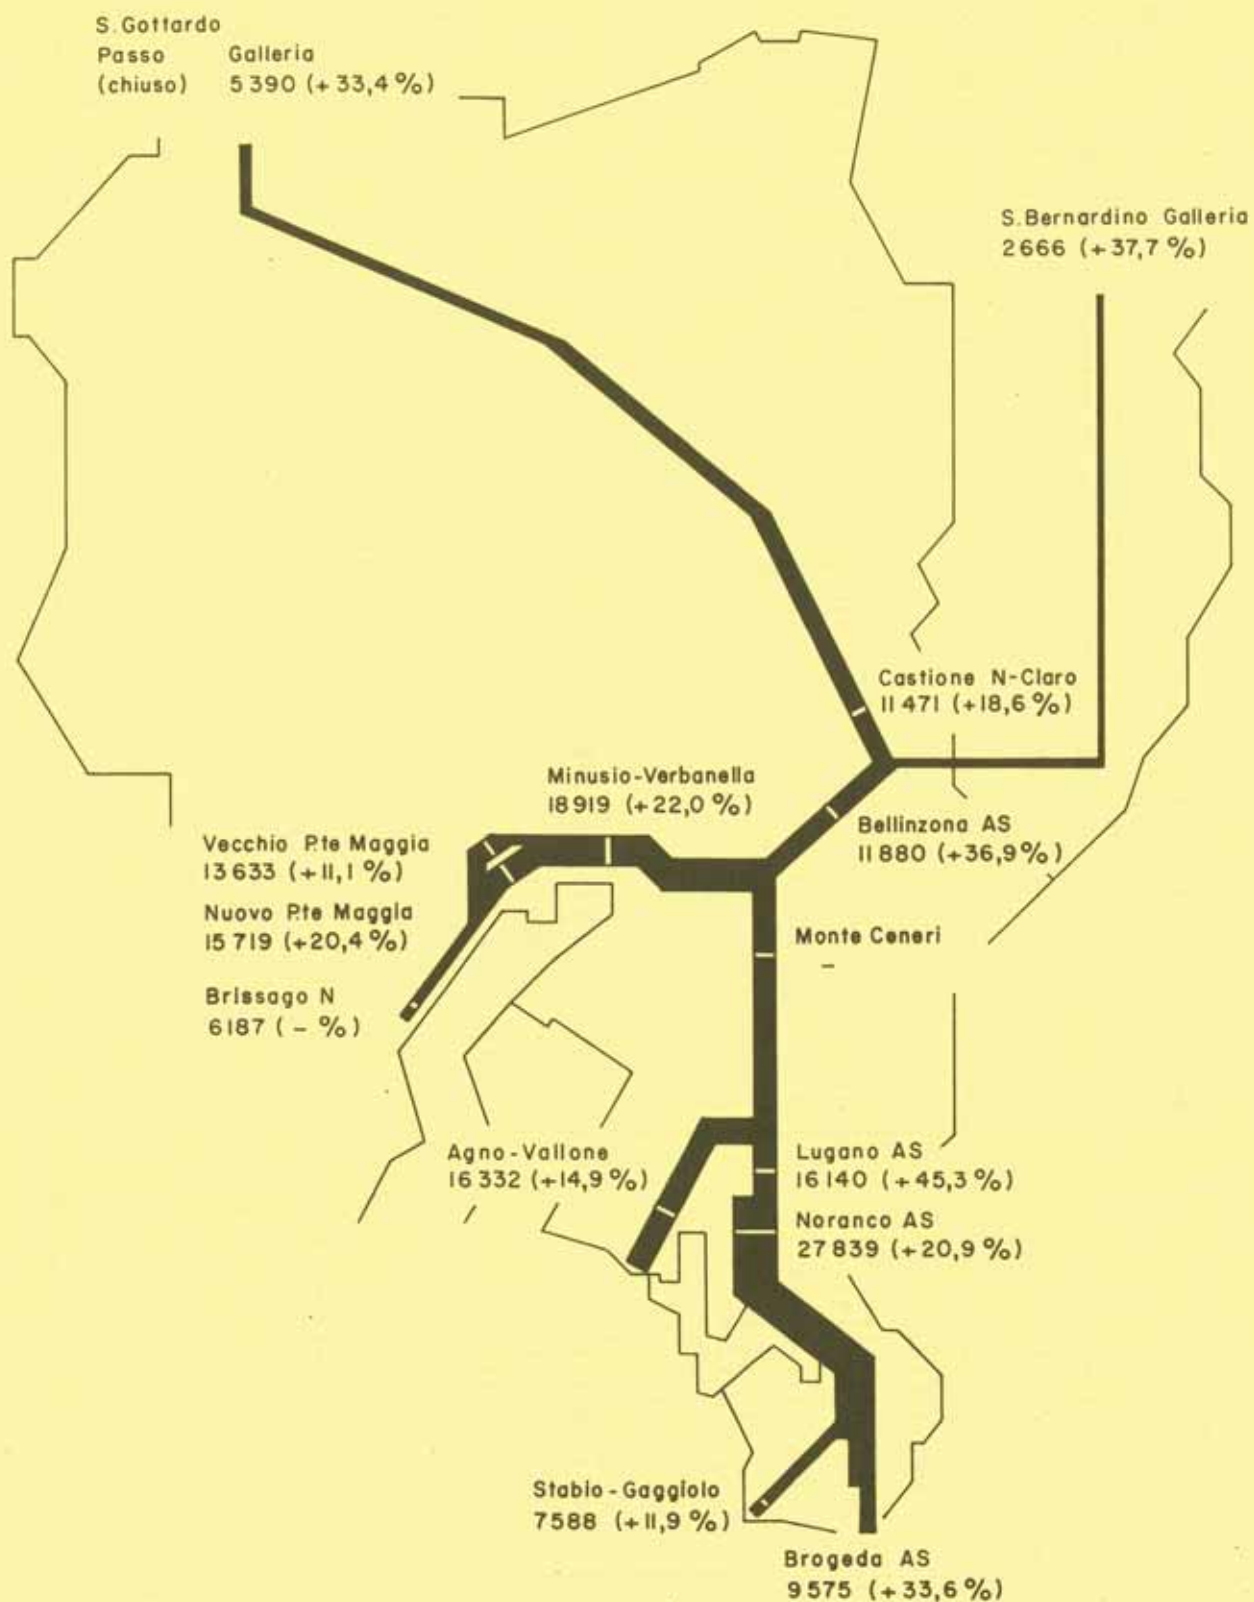 S. Gottardo
Passo Galleria
(chiuso) 5 390 (+33,4 %)
S. Bernardino Galleria
2 666 (+37,7 %)
Castione N-Claro
11 471 (+18,6 %)
Minusio-Verbanella
18 919 (+22,0 %)
Bellinzona AS
11 880 (+36,9 %)
Vecchio P.te Maggia
13 633 (+11,1 %)
Nuovo P.te Maggia
15 719 (+20,4 %)
Monte Ceneri
–
Brissago N
6187 ( – %)
Agno-Vallone
16 332 (+14,9 %)
Lugano AS
16 140 (+45,3 %)
Noranco AS
27 839 (+20,9 %)
Stabio - Gaggiolo
7588 (+11,9 %)
Brogeda AS
9 575 (+33,6 %)